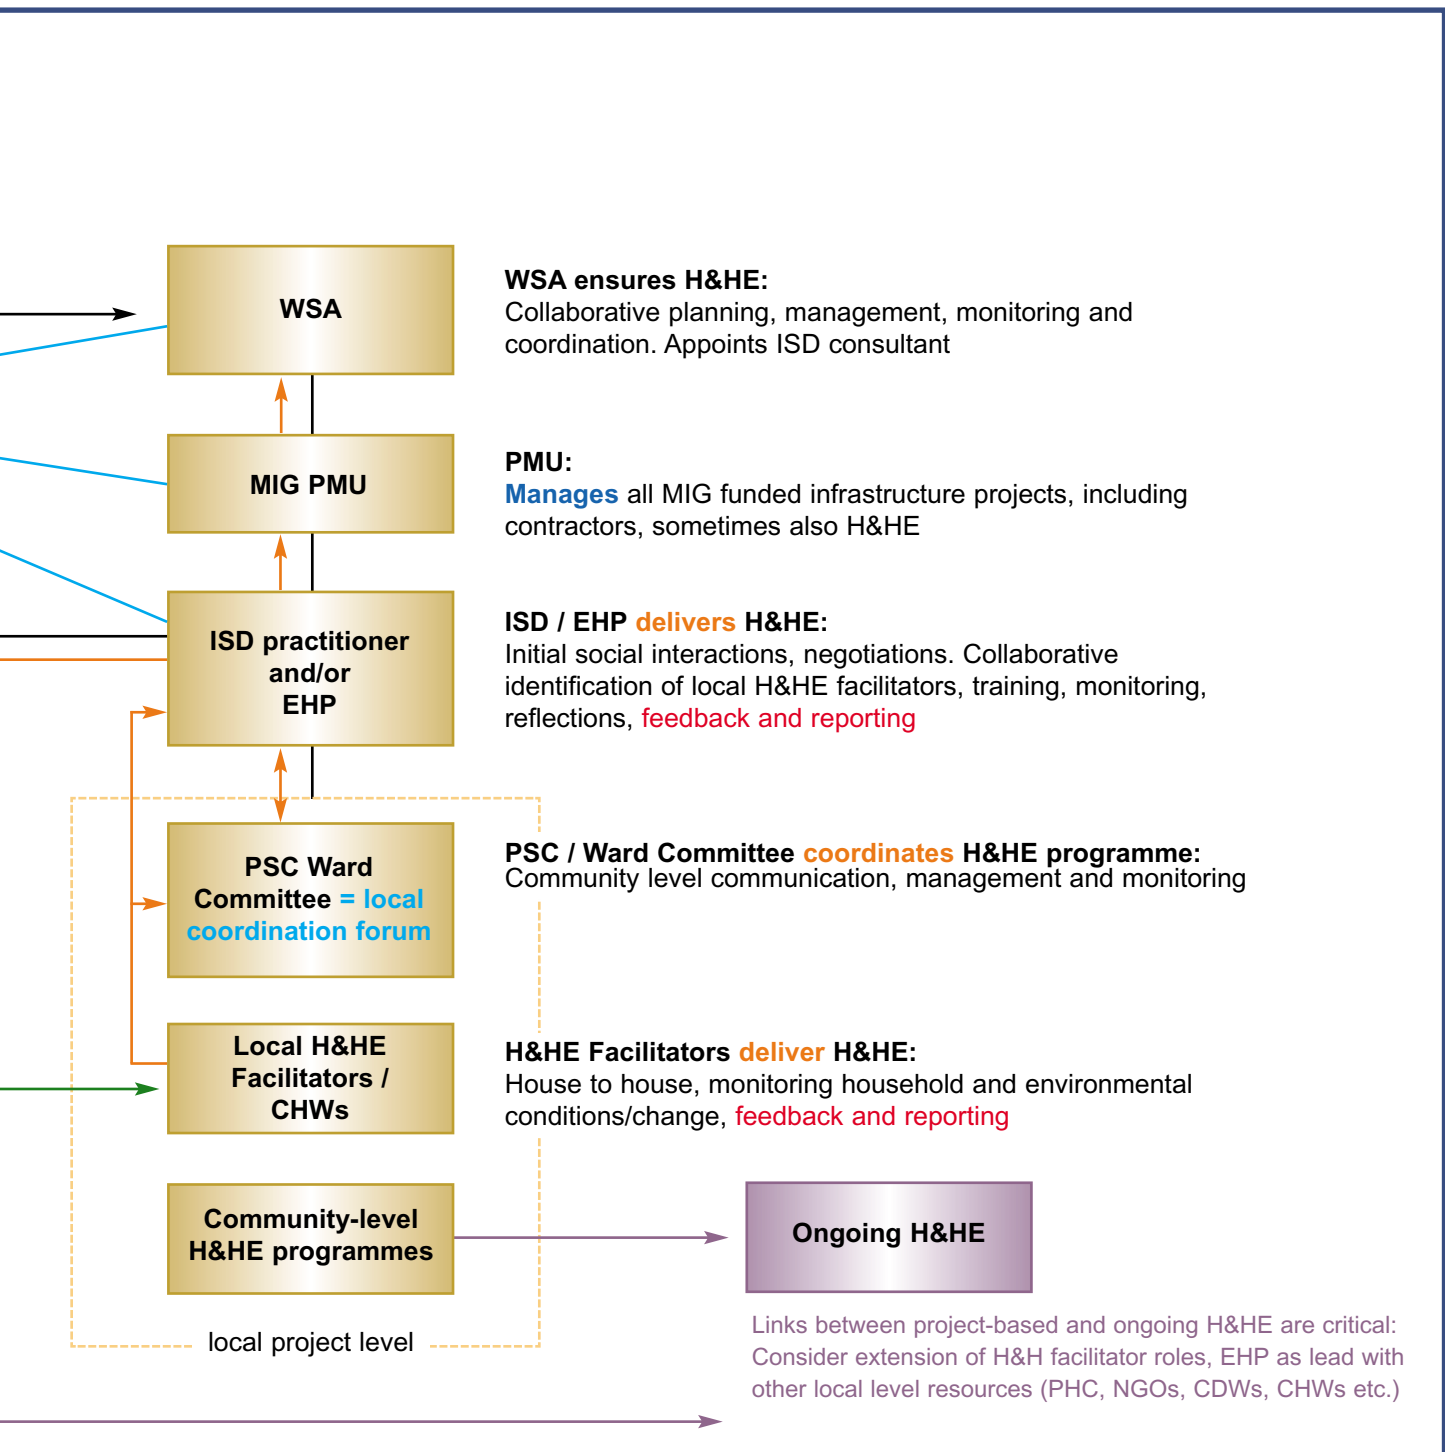 WSA
WSA ensures H&HE:
Collaborative planning, management, monitoring and
coordination. Appoints ISD consultant
MIG PMU
PMU:
Manages all MIG funded infrastructure projects, including
contractors, sometimes also H&HE
ISD practitioner
and/or
EHP
ISD / EHP delivers H&HE:
Initial social interactions, negotiations. Collaborative
identification of local H&HE facilitators, training, monitoring,
reflections, feedback and reporting
PSC Ward
Committee = local
coordination forum
PSC / Ward Committee coordinates H&HE programme:
Community level communication, management and monitoring
Local H&HE
Facilitators /
CHWs
H&HE Facilitators deliver H&HE:
House to house, monitoring household and environmental
conditions/change, feedback and reporting
Community-level
H&HE programmes
Ongoing H&HE
local project level
Links between project-based and ongoing H&HE are critical:
Consider extension of H&H facilitator roles, EHP as lead with
other local level resources (PHC, NGOs, CDWs, CHWs etc.)